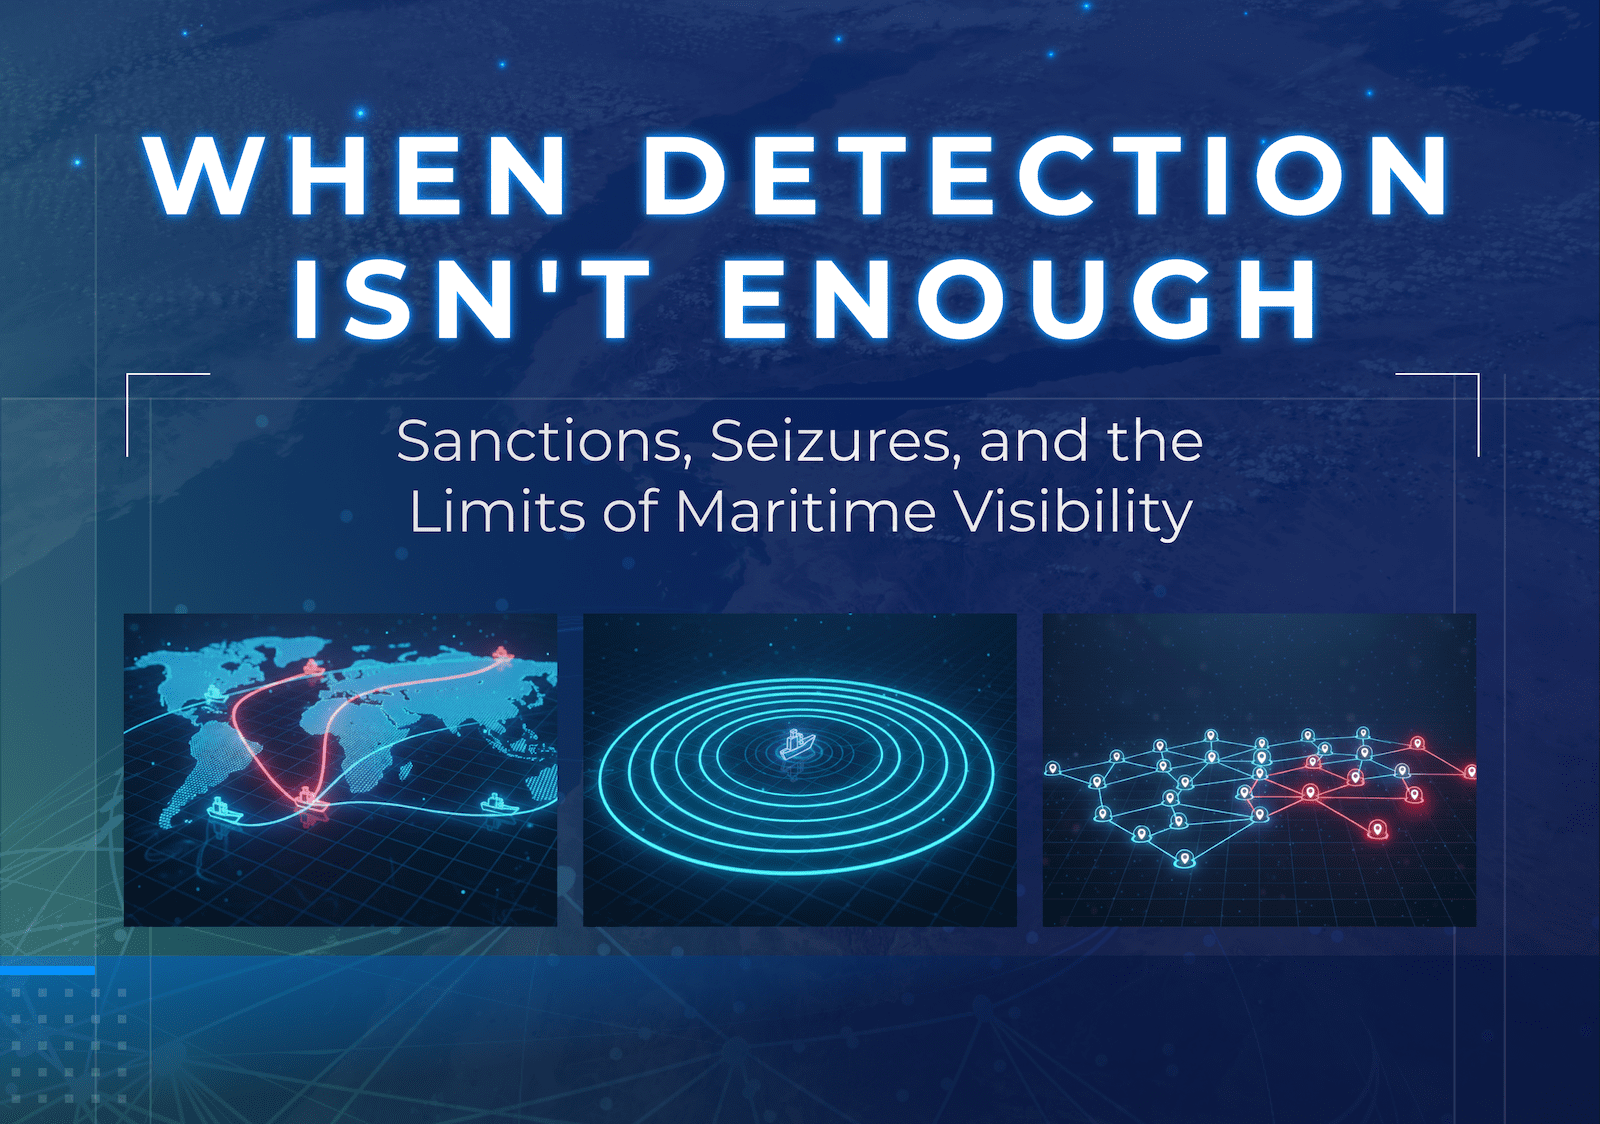 WHEN DETECTION
ISN'T ENOUGH
Sanctions, Seizures, and the
Limits of Maritime Visibility